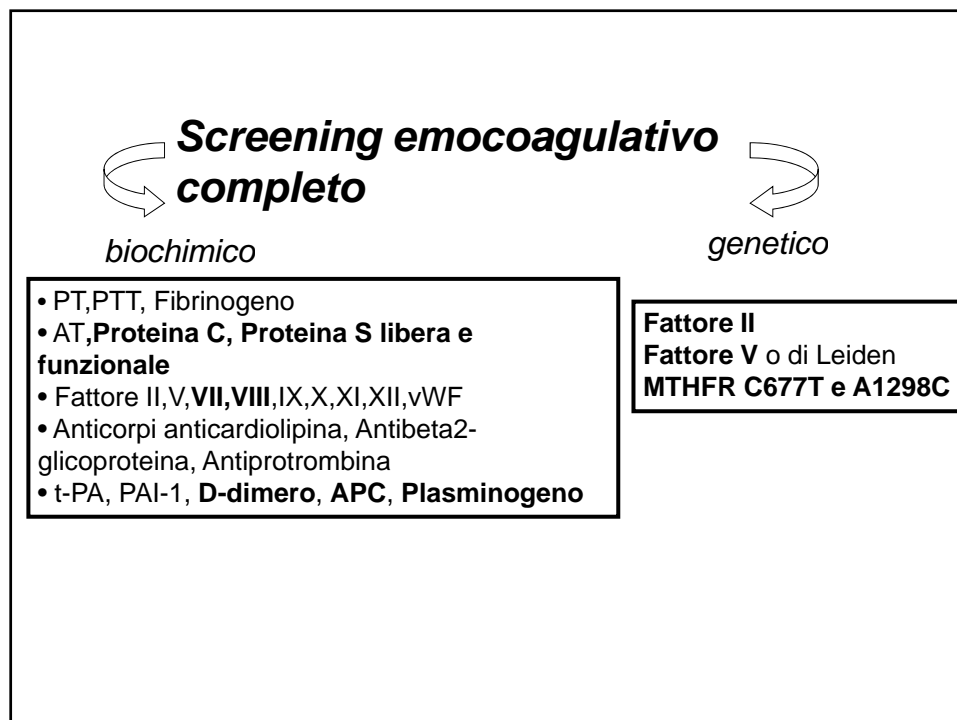 Screening emocoagulativo
completo
biochimico
genetico
• PT,PTT, Fibrinogeno
• AT,Proteina C, Proteina S libera e
funzionale
• Fattore II,V,VII,VIII,IX,X,XI,XII,vWF
• Anticorpi anticardiolipina, Antibeta2-
glicoproteina, Antiprotrombina
• t-PA, PAI-1, D-dimero, APC, Plasminogeno
Fattore II
Fattore V o di Leiden
MTHFR C677T e A1298C